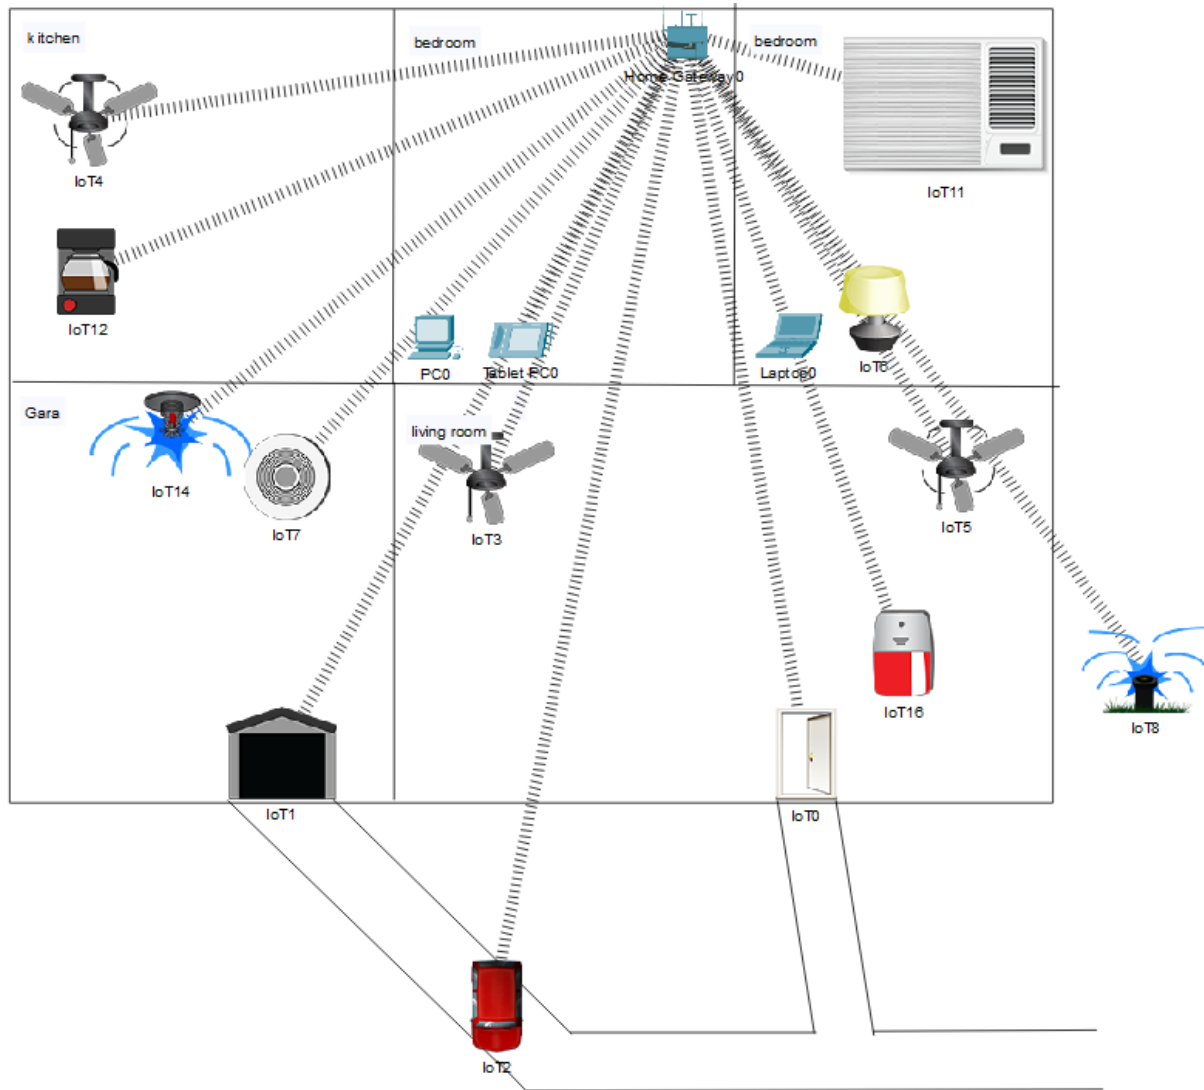 kitchen
bedroom
bedroom
Home Gateway0
IoT4
IoT11
IoT12
PC0
Tablet PC0
Laptop0
IoT6
Gara
living room
IoT14
IoT7
IoT3
IoT5
IoT16
IoT8
IoT1
IoT0
IoT2